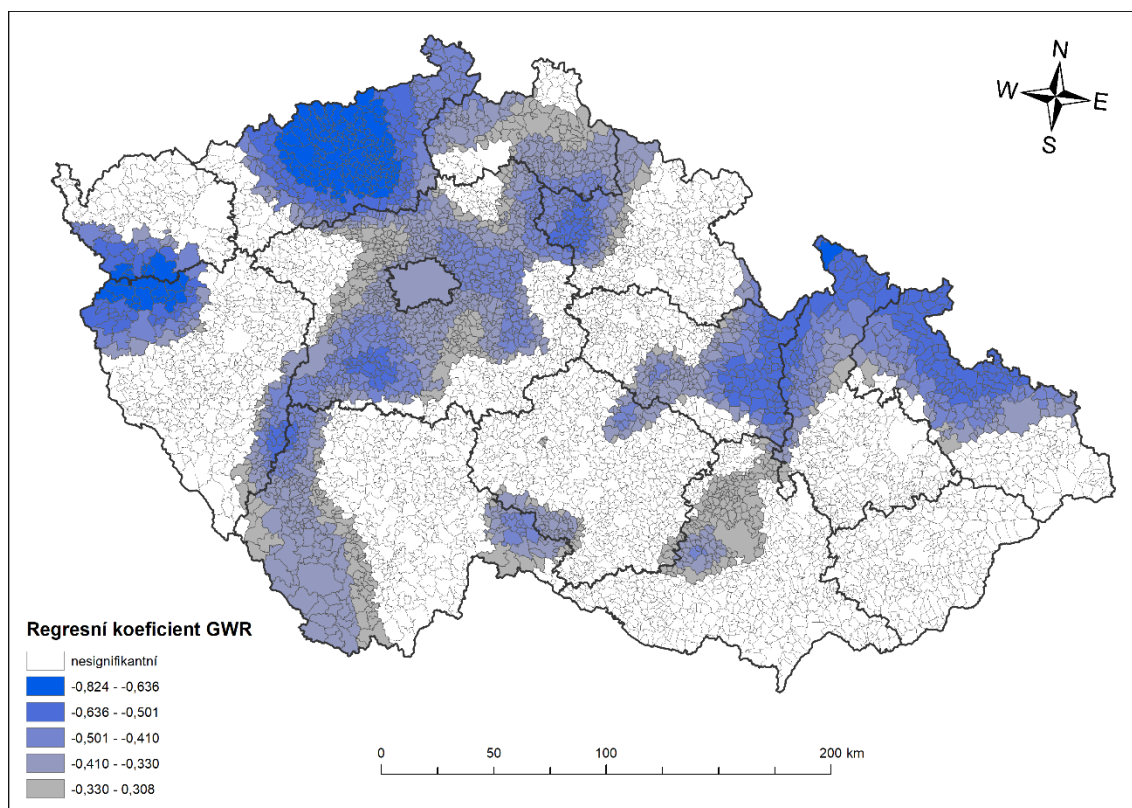 N
W E
S
Regresní koeficient GWR
nesignifikantní
-0,824 - -0,636
-0,636 - -0,501
-0,501 - -0,410
-0,410 - -0,330
-0,330 - 0,308
0 50 100 200 km